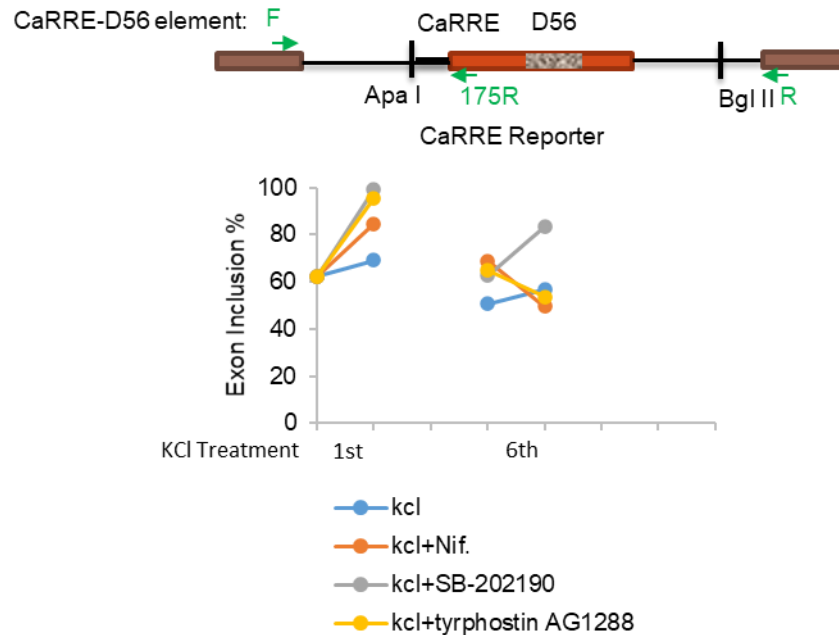 CaRRE-D56 element: F
CaRRE D56
Apa I 175R Bgl II R
CaRRE Reporter
100
80
60
40
20
0
Exon Inclusion %
KCl Treatment 1st 6th
kcl
kcl+Nif.
kcl+SB-202190
kcl+tyrphostin AG1288